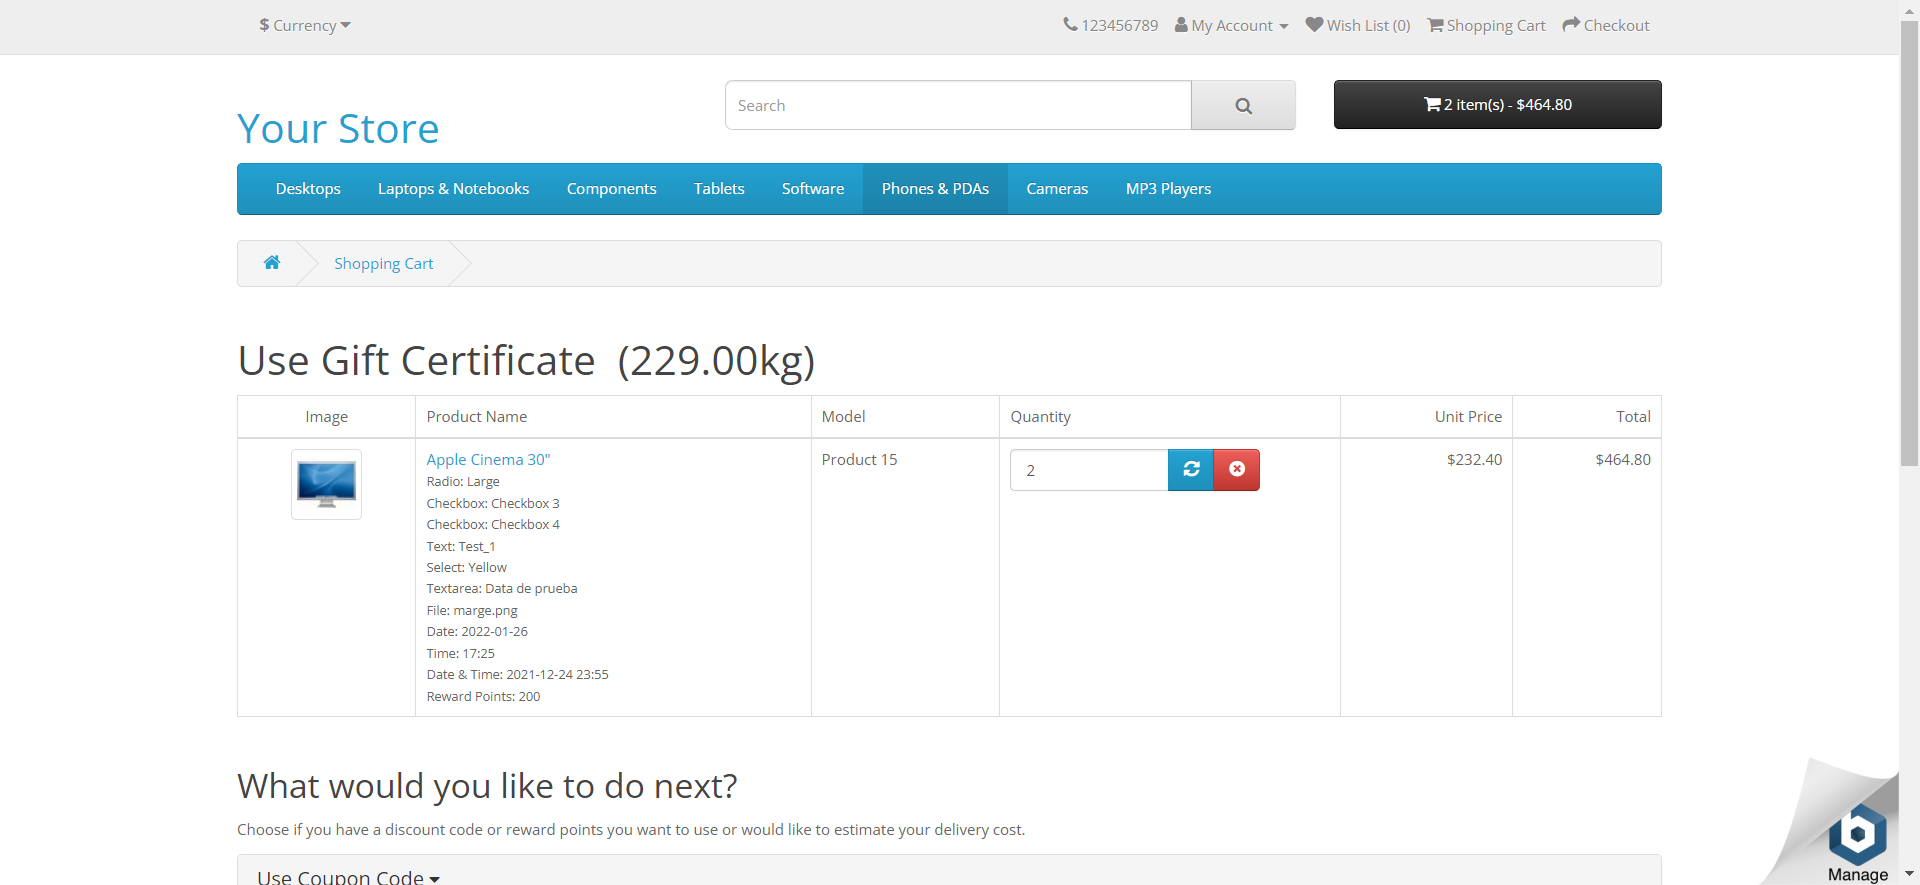 $ Currency
123456789 My Account Wish List (0) Shopping Cart Checkout
Search
2 item(s) - $464.80
Your Store
Desktops Laptops & Notebooks Components Tablets Software Phones & PDAs Cameras MP3 Players
Shopping Cart
Use Gift Certificate (229.00kg)
Image Product Name Model Quantity Unit Price Total
Apple Cinema 30" Product 15 2 $232.40 $464.80
Radio: Large
Checkbox: Checkbox 3
Checkbox: Checkbox 4
Text: Test_1
Select: Yellow
Textarea: Data de prueba
File: marge.png
Date: 2022-01-26
Time: 17:25
Date & Time: 2021-12-24 23:55
Reward Points: 200
What would you like to do next?
Choose if you have a discount code or reward points you want to use or would like to estimate your delivery cost.
Use Coupon Code
b
Manage